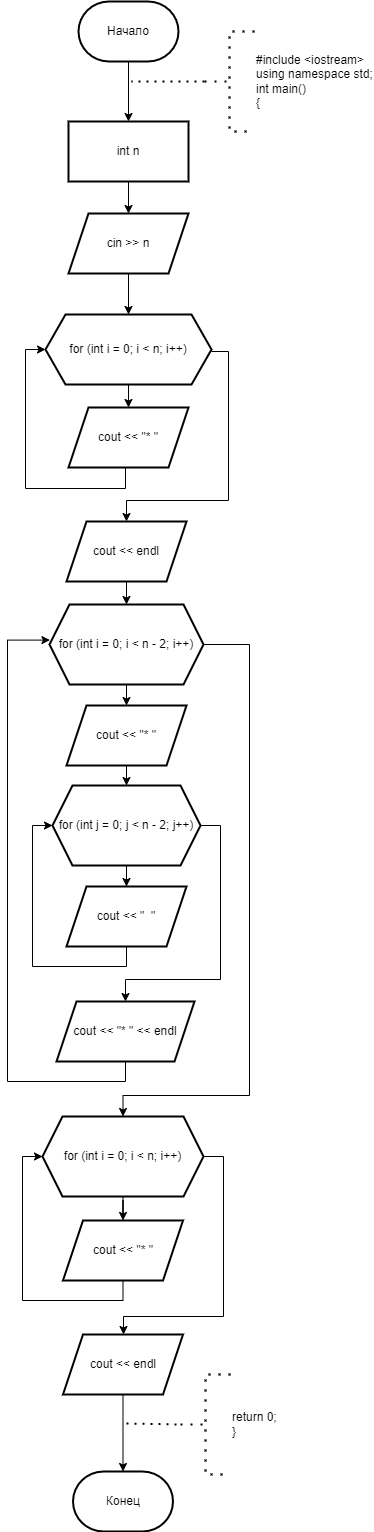 Начало
#include <iostream>
using namespace std;
int main()
{
int n
cin >> n
for (int i = 0; i < n; i++)
cout << "* "
cout << endl
for (int i = 0; i < n - 2; i++)
cout << "* "
for (int j = 0; j < n - 2; j++)
cout << "  "
cout << "* " << endl
for (int i = 0; i < n; i++)
cout << "* "
cout << endl
return 0;
}
Конец